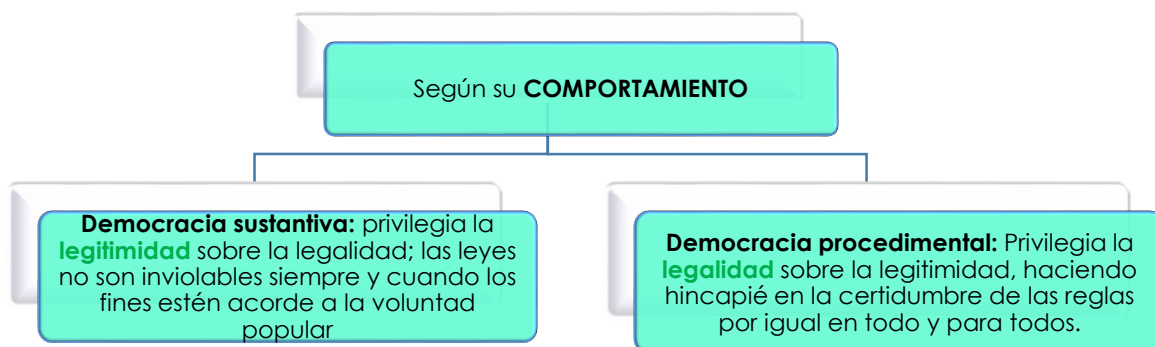 Según su COMPORTAMIENTO
Democracia sustantiva: privilegia la
legitimidad sobre la legalidad; las leyes
no son inviolables siempre y cuando los
fines estén acorde a la voluntad
popular
Democracia procedimental: Privilegia la
legalidad sobre la legitimidad, haciendo
hincapié en la certidumbre de las reglas
por igual en todo y para todos.